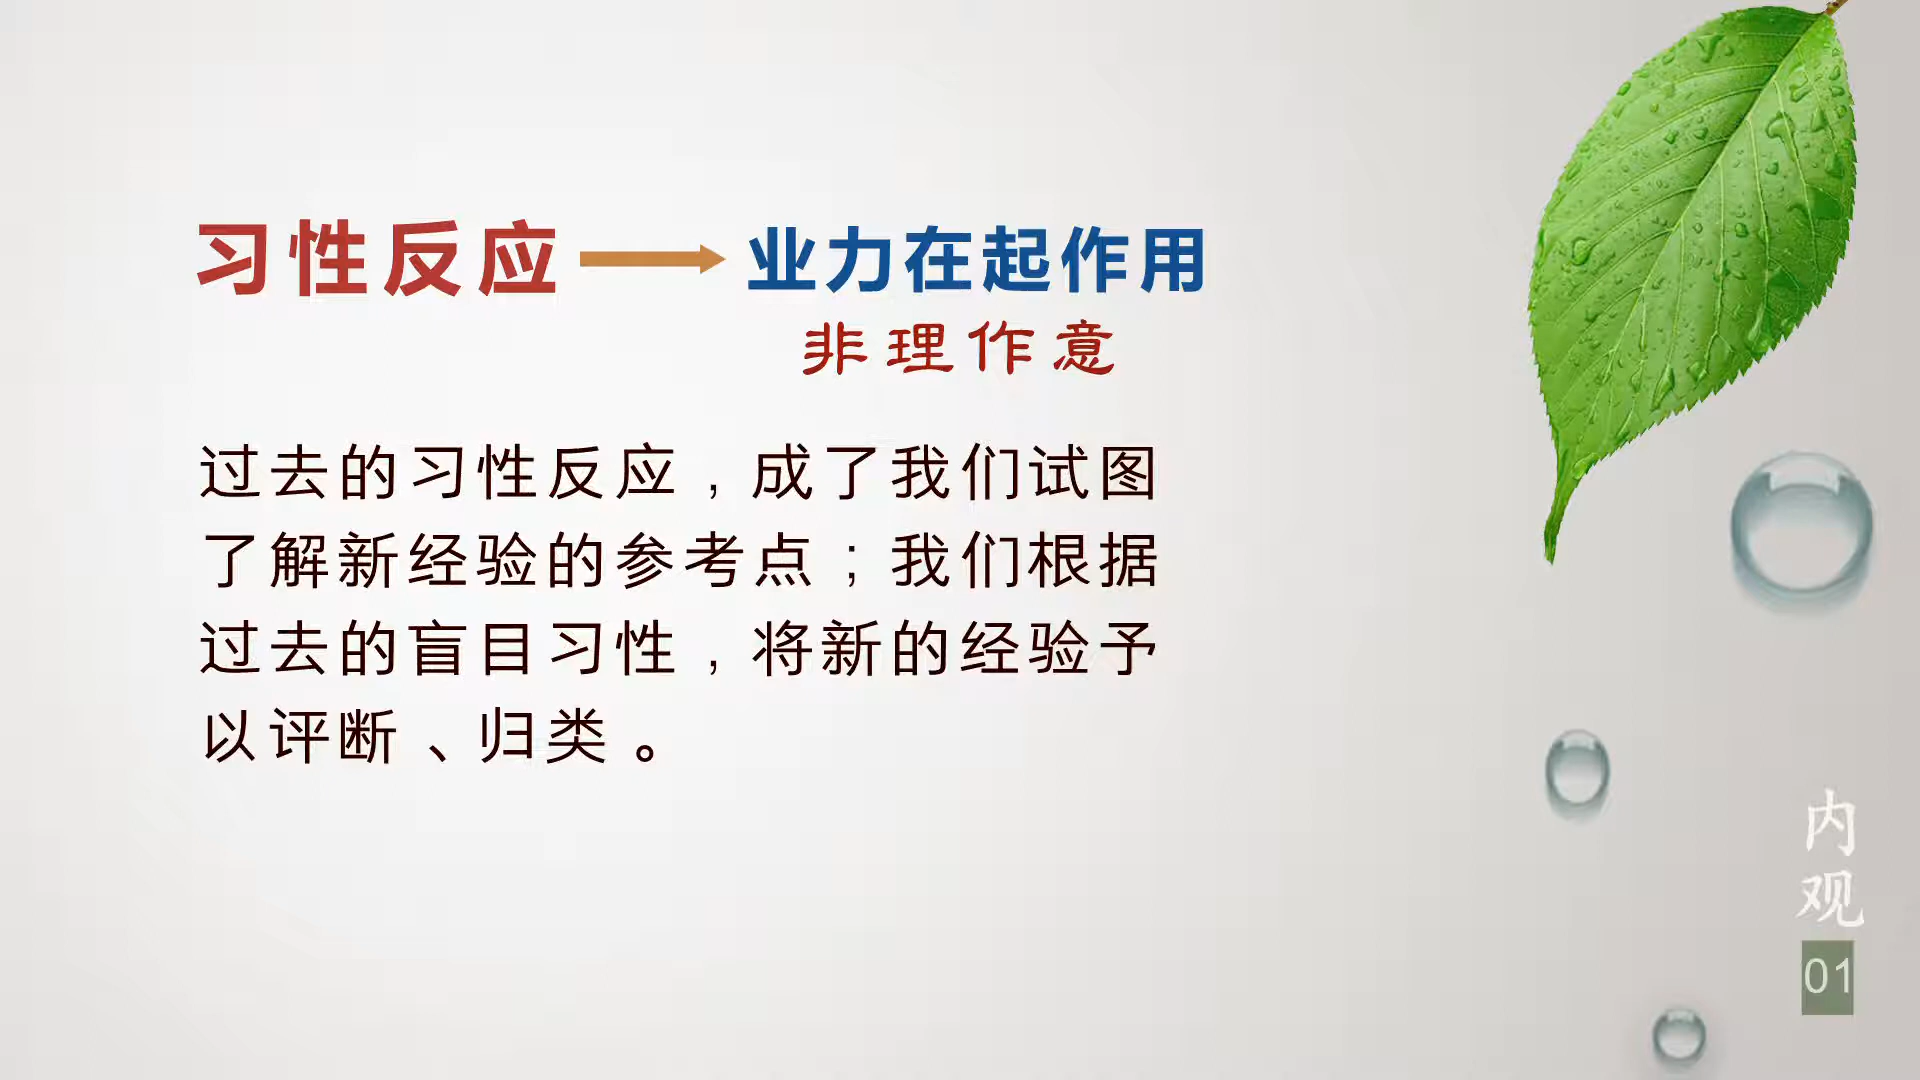 习性反应 业力在起作用
非理作意
过去的习性反应，成了我们试图
了解新经验的参考点；我们根据
过去的盲目习性，将新的经验予
以评断、归类。
内观
01